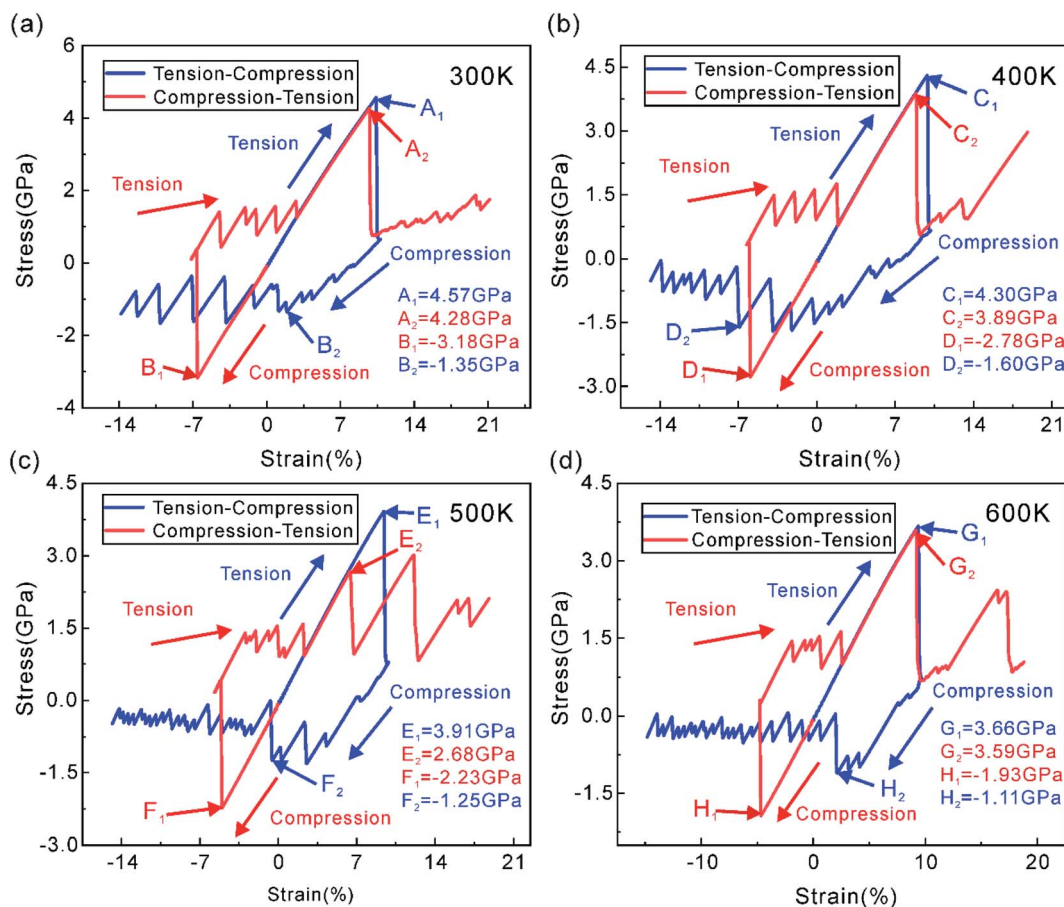 (a)
6
4
2
0
-2
-4
Stress(GPa)
Tension-Compression
Compression-Tension
300K
A1
A2
Tension
Tension
Compression
A1=4.57GPa
A2=4.28GPa
B1=-3.18GPa
B2=-1.35GPa
B2
B1
Compression
-14 -7 0 7 14 21
Strain(%)
(b)
4.5
3.0
1.5
0.0
-1.5
-3.0
Stress(GPa)
Tension-Compression
Compression-Tension
400K
C1
C2
Tension
Tension
Compression
C1=4.30GPa
C2=3.89GPa
D1=-2.78GPa
D2=-1.60GPa
D2
D1
Compression
-14 -7 0 7 14 21
Strain(%)
(c)
4.5
3.0
1.5
0.0
-1.5
-3.0
Stress(GPa)
Tension-Compression
Compression-Tension
500K
E1
E2
Tension
Tension
Compression
E1=3.91GPa
E2=2.68GPa
F1=-2.23GPa
F2=-1.25GPa
F2
F1
Compression
-14 -7 0 7 14 21
Strain(%)
(d)
4.5
3.0
1.5
0.0
-1.5
Stress(GPa)
Tension-Compression
Compression-Tension
600K
G1
G2
Tension
Tension
Compression
G1=3.66GPa
G2=3.59GPa
H1=-1.93GPa
H2=-1.11GPa
H2
H1
Compression
-10 0 10 20
Strain(%)